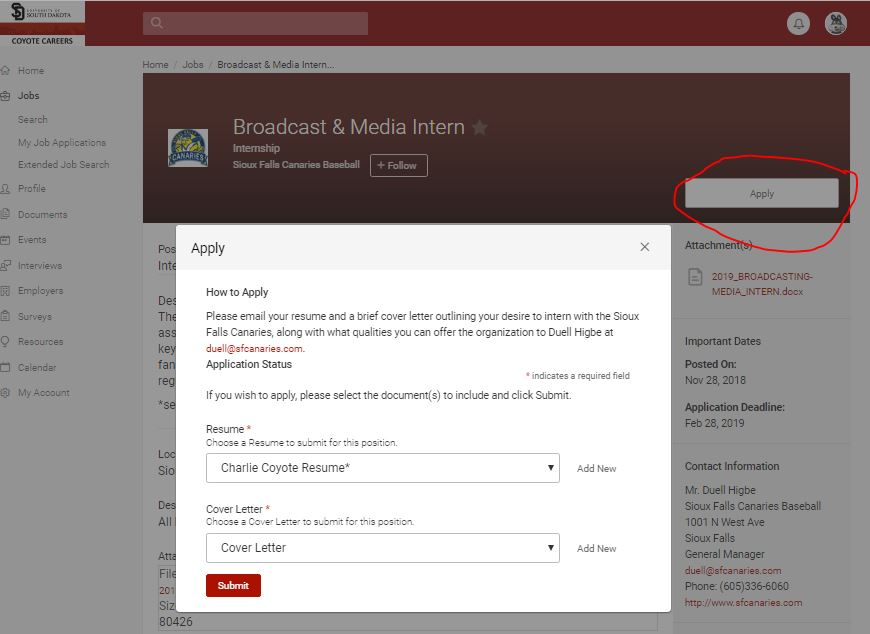 UNIVERSITY OF
SOUTH DAKOTA
COYOTE CAREERS
Home
Jobs
Search
My Job Applications
Extended Job Search
Profile
Documents
Events
Interviews
Employers
Surveys
Resources
Calendar
My Account
Home / Jobs / Broadcast & Media Intern...
CANARIES
Broadcast & Media Intern
Internship
Sioux Falls Canaries Baseball
+ Follow
Apply
Apply
How to Apply
Please email your resume and a brief cover letter outlining your desire to intern with the Sioux
Falls Canaries, along with what qualities you can offer the organization to Duell Higbe at
duell@sfcanaries.com.
Application Status
* indicates a required field
If you wish to apply, please select the document(s) to include and click Submit.
Resume *
Choose a Resume to submit for this position.
Charlie Coyote Resume*
Add New
Cover Letter *
Choose a Cover Letter to submit for this position.
Cover Letter
Add New
Submit
Pos
Inte
Des
The
ass
key
fan
reg
*se
Loc
Sio
Des
All
Atta
File
201
Siz
80426
Attachment(s)
2019_BROADCASTING-
MEDIA_INTERN.docx
Important Dates
Posted On:
Nov 28, 2018
Application Deadline:
Feb 28, 2019
Contact Information
Mr. Duell Higbe
Sioux Falls Canaries Baseball
1001 N West Ave
Sioux Falls
General Manager
duell@sfcanaries.com
Phone: (605)336-6060
http://www.sfcanaries.com